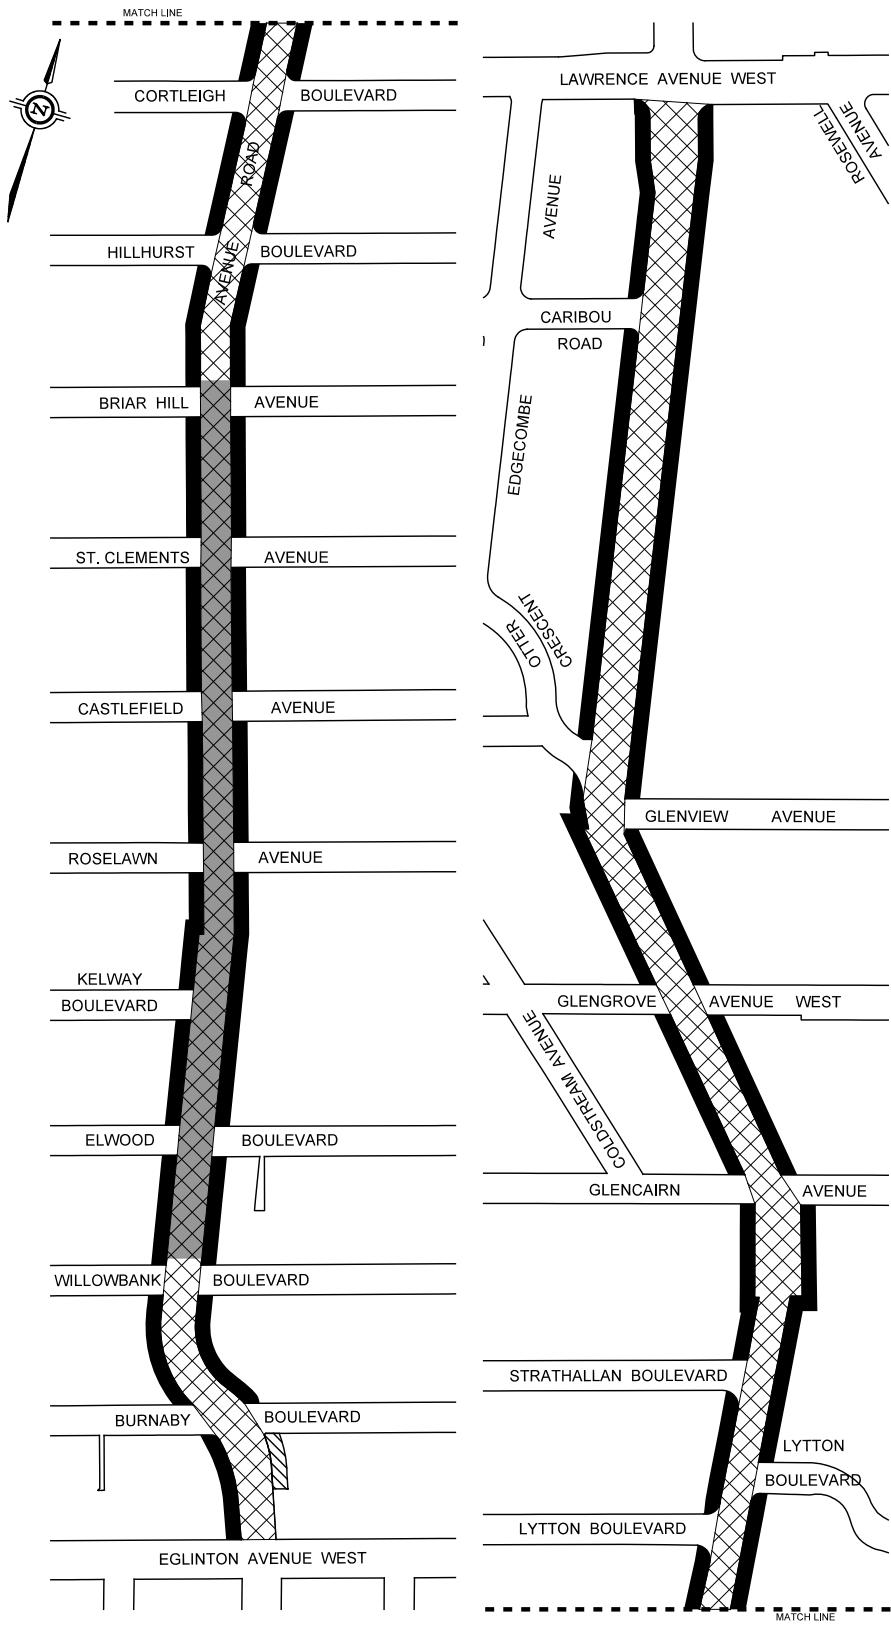 MATCH LINE
N
CORTLEIGH BOULEVARD
AVENUE ROAD
HILLHURST BOULEVARD
BRIAR HILL AVENUE
ST. CLEMENTS AVENUE
CASTLEFIELD AVENUE
ROSELAWN AVENUE
KELWAY
BOULEVARD
ELWOOD BOULEVARD
WILLOWBANK BOULEVARD
BURNABY BOULEVARD
EGLINTON AVENUE WEST
LAWRENCE AVENUE WEST
ROSEWELL
AVENUE
EDGECOMBE AVENUE
CARIBOU
ROAD
OTTER
CRESCENT
GLENVIEW AVENUE
GLENGROVE AVENUE WEST
COLDSTREAM AVENUE
GLENCAIRN AVENUE
STRATHALLAN BOULEVARD
LYTTON
BOULEVARD
LYTTON BOULEVARD
MATCH LINE